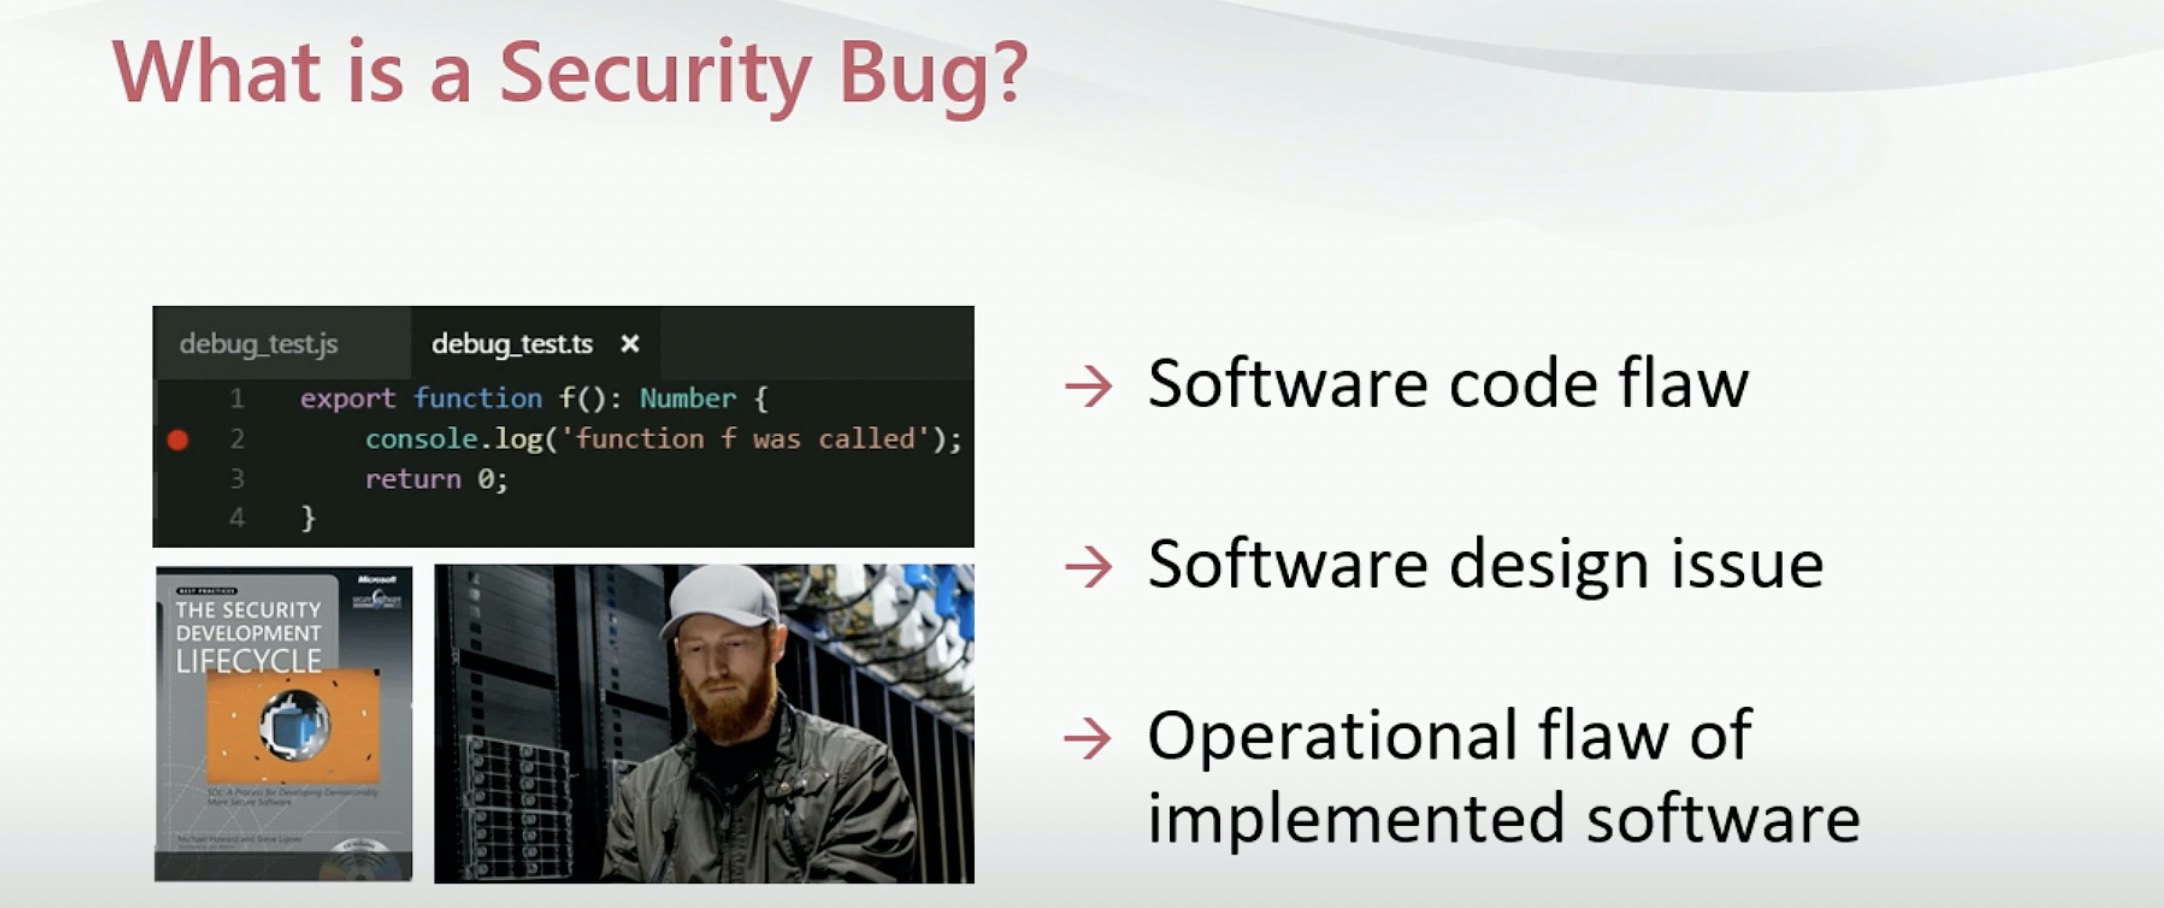 What is a Security Bug?
debug_test.js debug_test.ts ×
1 export function f(): Number {
2 console.log('function f was called');
3 return 0;
4 }
BEST PRACTICES
Microsoft
THE SECURITY
DEVELOPMENT
LIFECYCLE
SDL: A Process for Developing Demonstrably
More Secure Software
Michael Howard and Steve Lipner
→ Software code flaw
→ Software design issue
→ Operational flaw of
implemented software